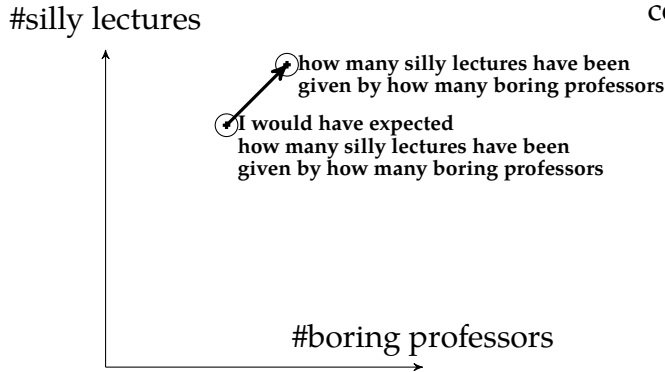 #silly lectures
how many silly lectures have been
given by how many boring professors
I would have expected
how many silly lectures have been
given by how many boring professors
#boring professors